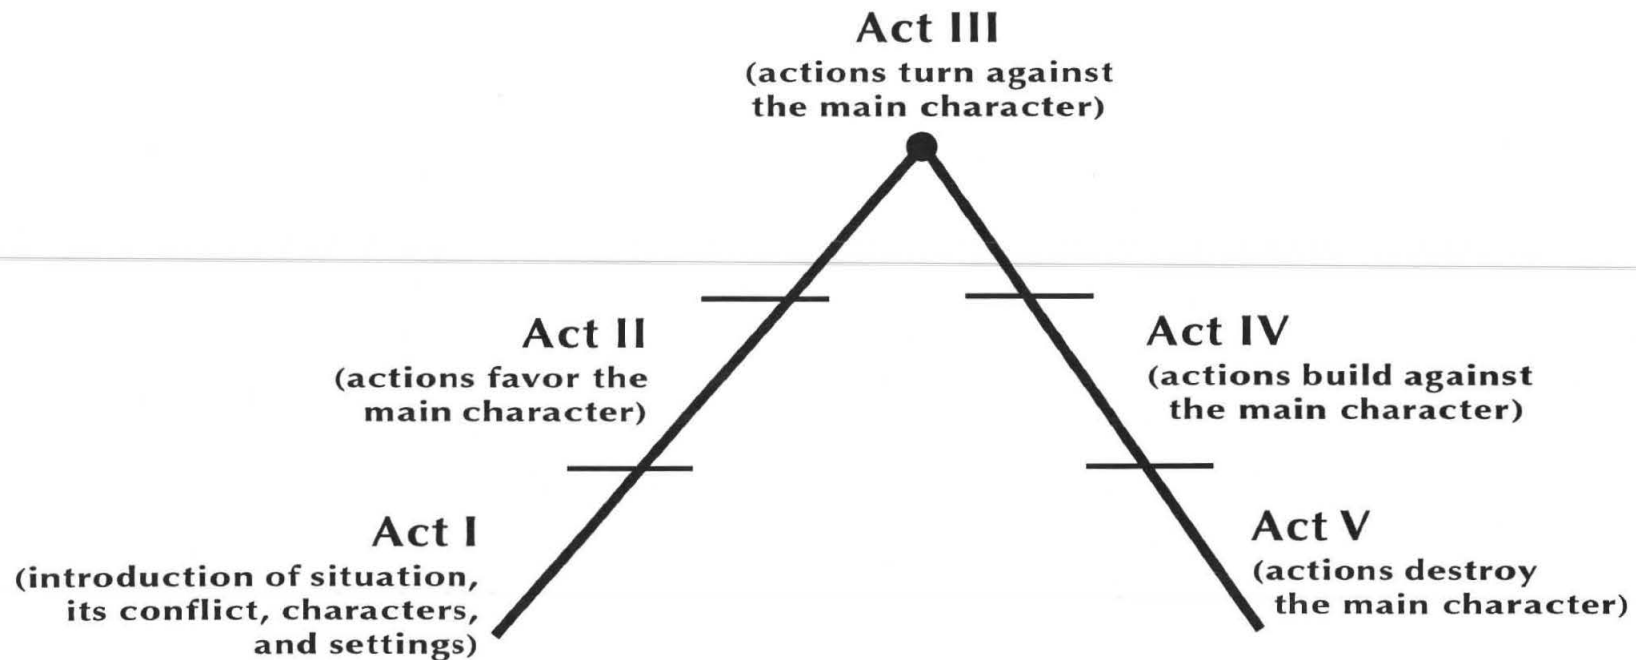 Act III
(actions turn against
the main character)
Act II
(actions favor the
main character)
Act IV
(actions build against
the main character)
Act I
(introduction of situation,
its conflict, characters,
and settings)
Act V
(actions destroy
the main character)